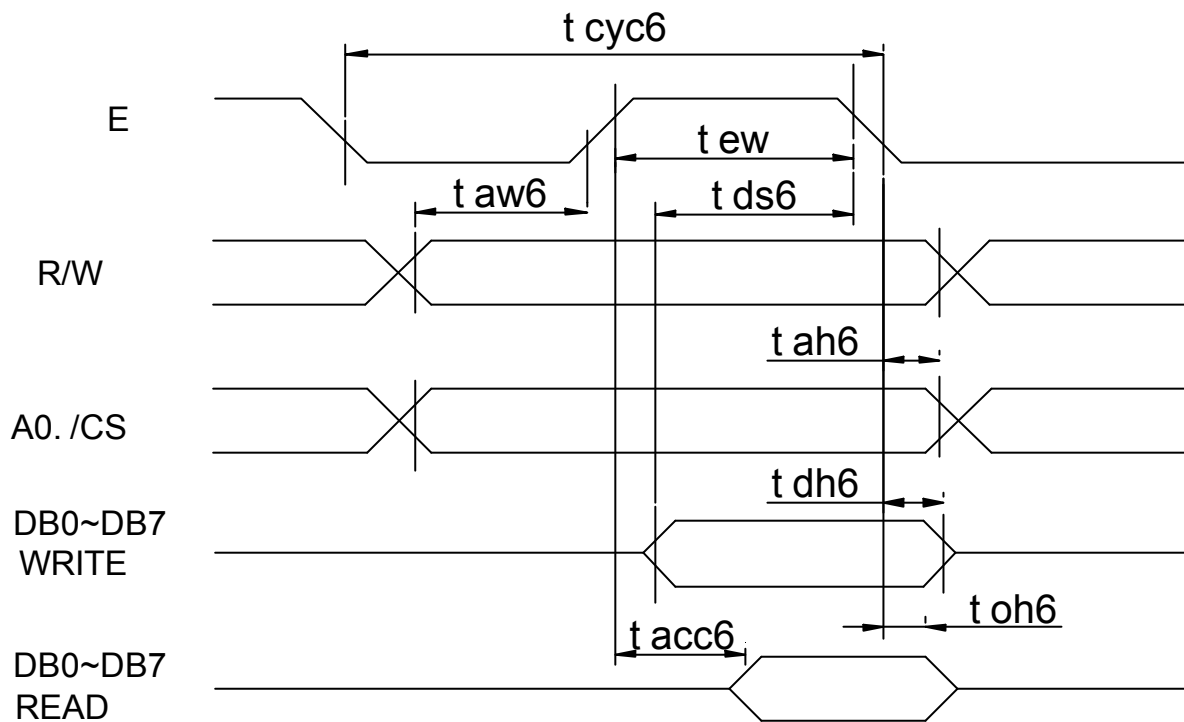 t cyc6
E
t ew
t aw6
t ds6
R/W
t ah6
A0. /CS
t dh6
DB0~DB7
WRITE
t oh6
t acc6
DB0~DB7
READ